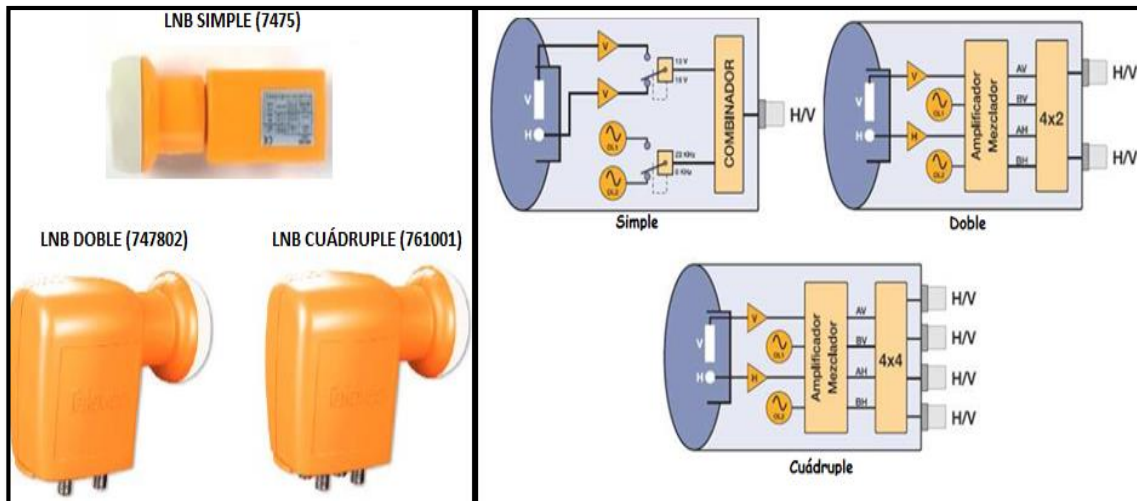 LNB SIMPLE (7475)
LNB DOBLE (747802)
LNB CUÁDRUPLE (761001)
V
H
V
V
OL1
OL2
13 V
18 V
22 KHz
0 KHz
COMBINADOR
H/V
Simple
V
H
V
H
OL1
OL2
Amplificador
Mezclador
AV
BV
AH
BH
4x2
H/V
H/V
Doble
V
H
V
H
OL1
OL2
Amplificador
Mezclador
AV
BV
AH
BH
4x4
H/V
H/V
H/V
H/V
Cuádruple